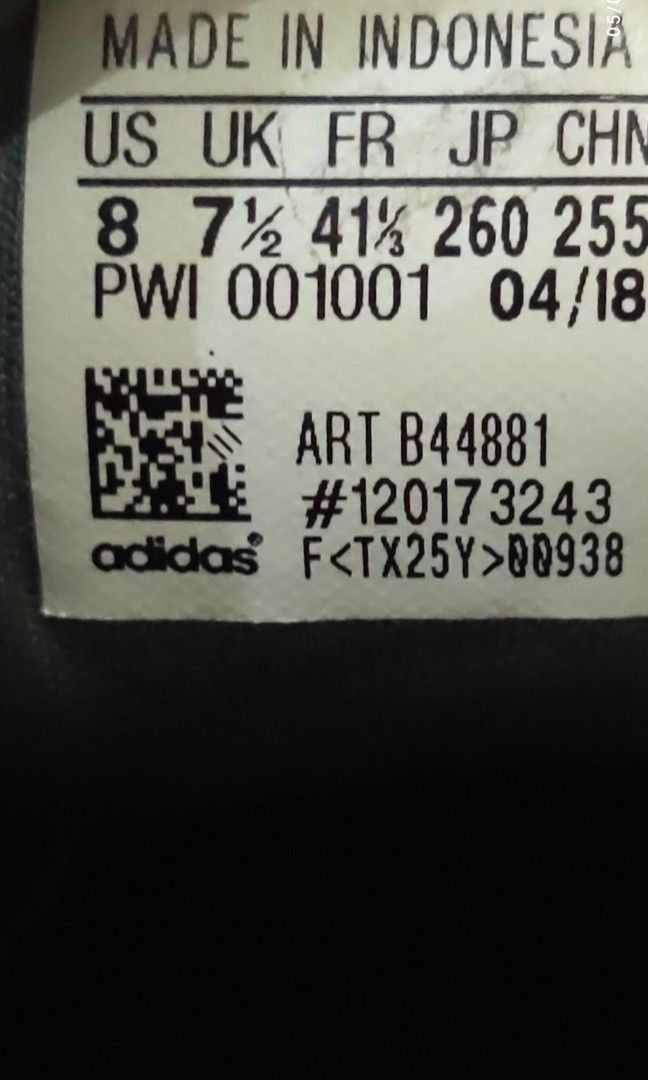 MADE IN INDONESIA
US UK FR JP CHN
8 7½ 41⅓ 260 255
PWI 001001 04/18
ART B44881
#120173243
adidas®
F<TX25Y>00938